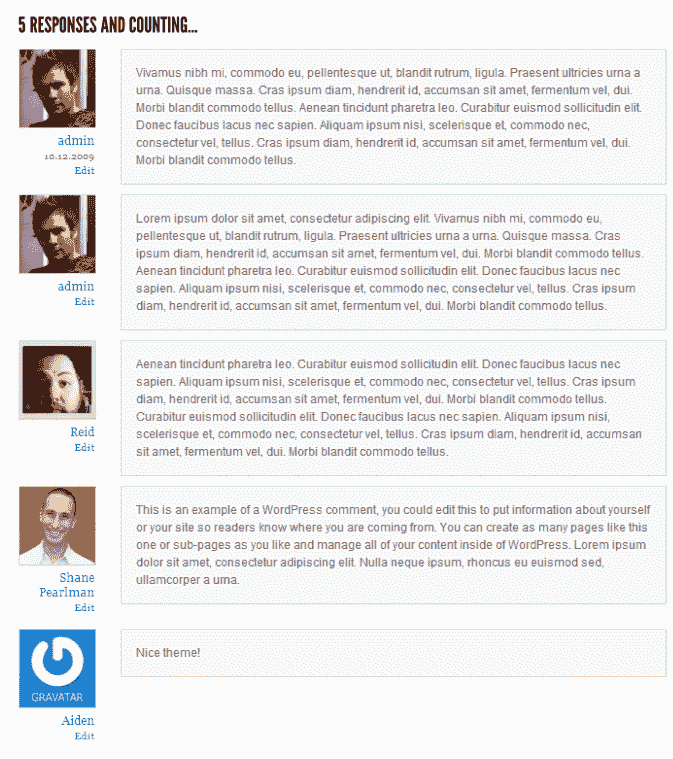 5 RESPONSES AND COUNTING...
Vivamus nibh mi, commodo eu, pellentesque ut, blandit rutrum, ligula. Praesent ultricies urna a
urna. Quisque massa. Cras ipsum diam, hendrerit id, accumsan sit amet, fermentum vel, dui.
Morbi blandit commodo tellus. Aenean tincidunt pharetra leo. Curabitur euismod sollicitudin elit.
Donec faucibus lacus nec sapien. Aliquam ipsum nisi, scelerisque et, commodo nec,
consectetur vel, tellus. Cras ipsum diam, hendrerit id, accumsan sit amet, fermentum vel, dui.
Morbi blandit commodo tellus.
admin
10.12.2009
Edit
Lorem ipsum dolor sit amet, consectetur adipiscing elit. Vivamus nibh mi, commodo eu,
pellentesque ut, blandit rutrum, ligula. Praesent ultricies urna a urna. Quisque massa. Cras
ipsum diam, hendrerit id, accumsan sit amet, fermentum vel, dui. Morbi blandit commodo tellus.
Aenean tincidunt pharetra leo. Curabitur euismod sollicitudin elit. Donec faucibus lacus nec
sapien. Aliquam ipsum nisi, scelerisque et, commodo nec, consectetur vel, tellus. Cras ipsum
diam, hendrerit id, accumsan sit amet, fermentum vel, dui. Morbi blandit commodo tellus.
admin
Edit
Aenean tincidunt pharetra leo. Curabitur euismod sollicitudin elit. Donec faucibus lacus nec
sapien. Aliquam ipsum nisi, scelerisque et, commodo nec, consectetur vel, tellus. Cras ipsum
diam, hendrerit id, accumsan sit amet, fermentum vel, dui. Morbi blandit commodo tellus.
Curabitur euismod sollicitudin elit. Donec faucibus lacus nec sapien. Aliquam ipsum nisi,
scelerisque et, commodo nec, consectetur vel, tellus. Cras ipsum diam, hendrerit id, accumsan
sit amet, fermentum vel, dui. Morbi blandit commodo tellus.
Reid
Edit
This is an example of a WordPress comment, you could edit this to put information about yourself
or your site so readers know where you are coming from. You can create as many pages like this
one or sub-pages as you like and manage all of your content inside of WordPress. Lorem ipsum
dolor sit amet, consectetur adipiscing elit. Nulla neque ipsum, rhoncus eu euismod sed,
ullamcorper a urna.
Shane
Pearlman
Edit
Nice theme!
GRAVATAR
Aiden
Edit